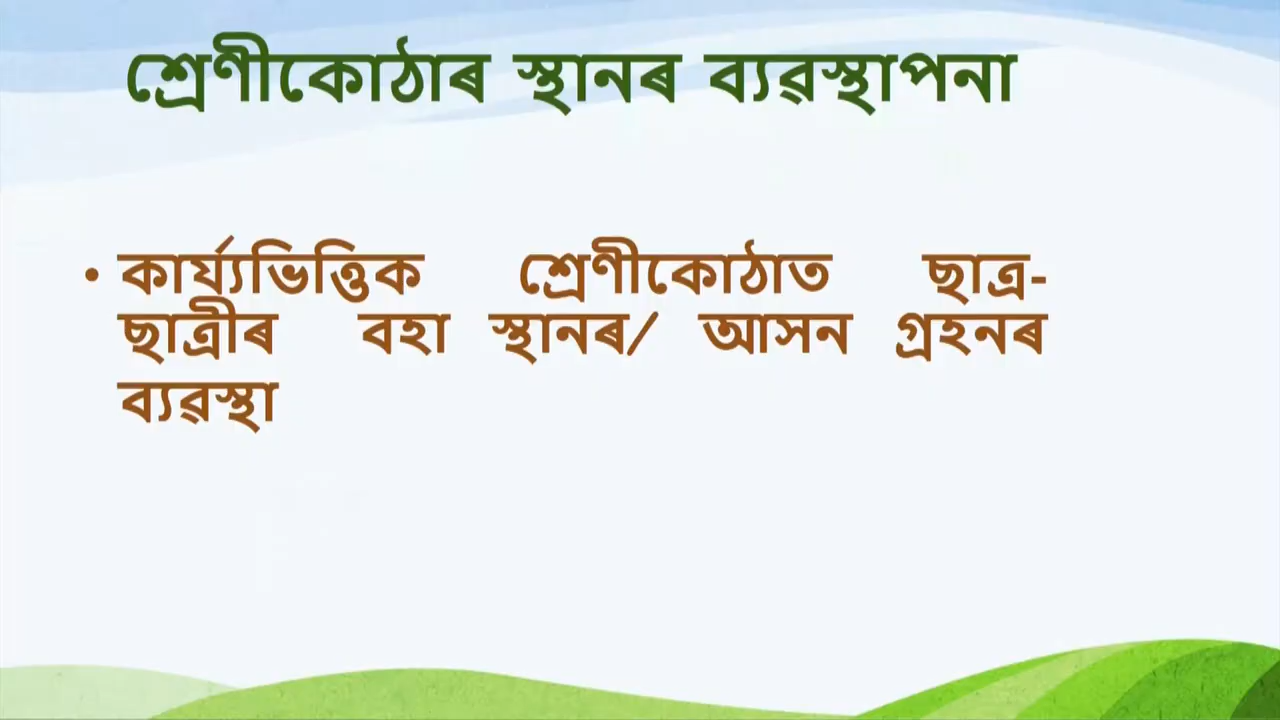 শ্ৰেণীকোঠাৰ স্থানৰ ব্যৱস্থাপনা
• কাৰ্য্যভিত্তিক শ্ৰেণীকোঠাত ছাত্ৰ-
ছাত্ৰীৰ বহা স্থানৰ/ আসন গ্ৰহনৰ
ব্যৱস্থা